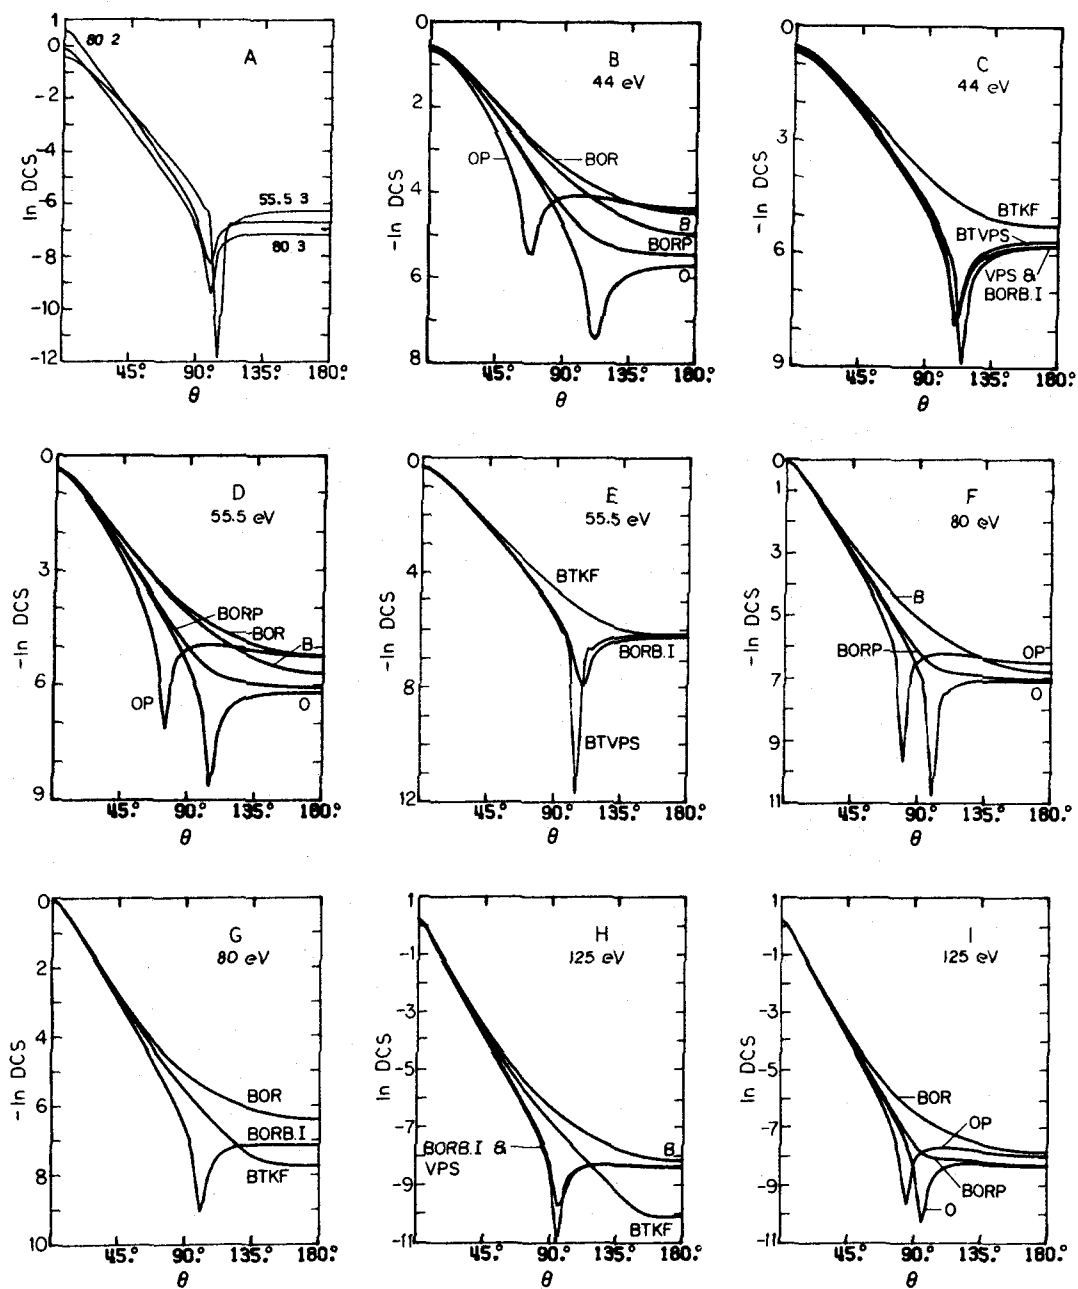 1
0
-2
-4
-6
-8
-10
-12
ln DCS
80 2
A
55.5 3
80.3
45.°
90.°
135.°
180.°
θ
0
2
4
6
8
-ln DCS
B
44 eV
OP
BOR
B
BORP
O
45.°
90.°
135.°
180.°
θ
0
3
6
9
-ln DCS
C
44 eV
BTKF
BTVPS
VPS &
BORB.I
45.°
90.°
135.°
180.°
θ
0
3
6
9
-ln DCS
D
55.5 eV
BORP
BOR
B
OP
O
45.°
90.°
135.°
180.°
θ
0
4
8
12
-ln DCS
E
55.5 eV
BTKF
BORB.I
BTVPS
45.°
90.°
135.°
180.°
θ
0
1
3
5
7
9
11
-ln DCS
F
80 eV
B
BORP
OP
O
45.°
90.°
135.°
180.°
θ
0
2
4
6
8
10
-ln DCS
G
80 eV
BOR
BORB.I
BTKF
45.°
90.°
135.°
180.°
θ
1
-1
-3
-5
-7
-9
-11
ln DCS
H
125 eV
BORB.I &
VPS
B
BTKF
45.°
90.°
135.°
180.°
θ
1
-1
-3
-5
-7
-9
-11
ln DCS
I
125 eV
BOR
OP
BORP
O
45.°
90.°
135.°
180.°
θ